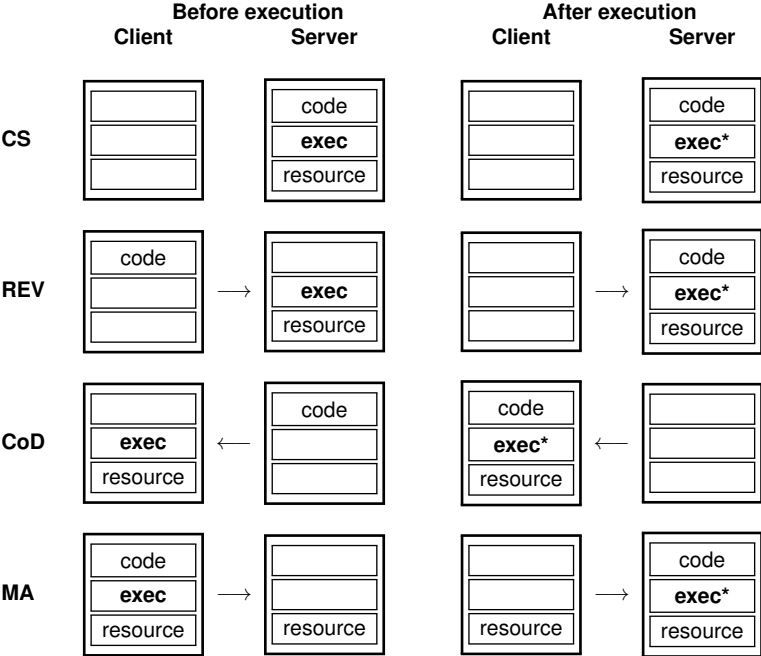 Before execution After execution
Client Server Client Server
CS
code code
exec exec*
resource resource
REV
code code
exec exec*
resource resource
CoD
code code
exec exec*
resource resource
MA
code code
exec exec*
resource resource resource resource